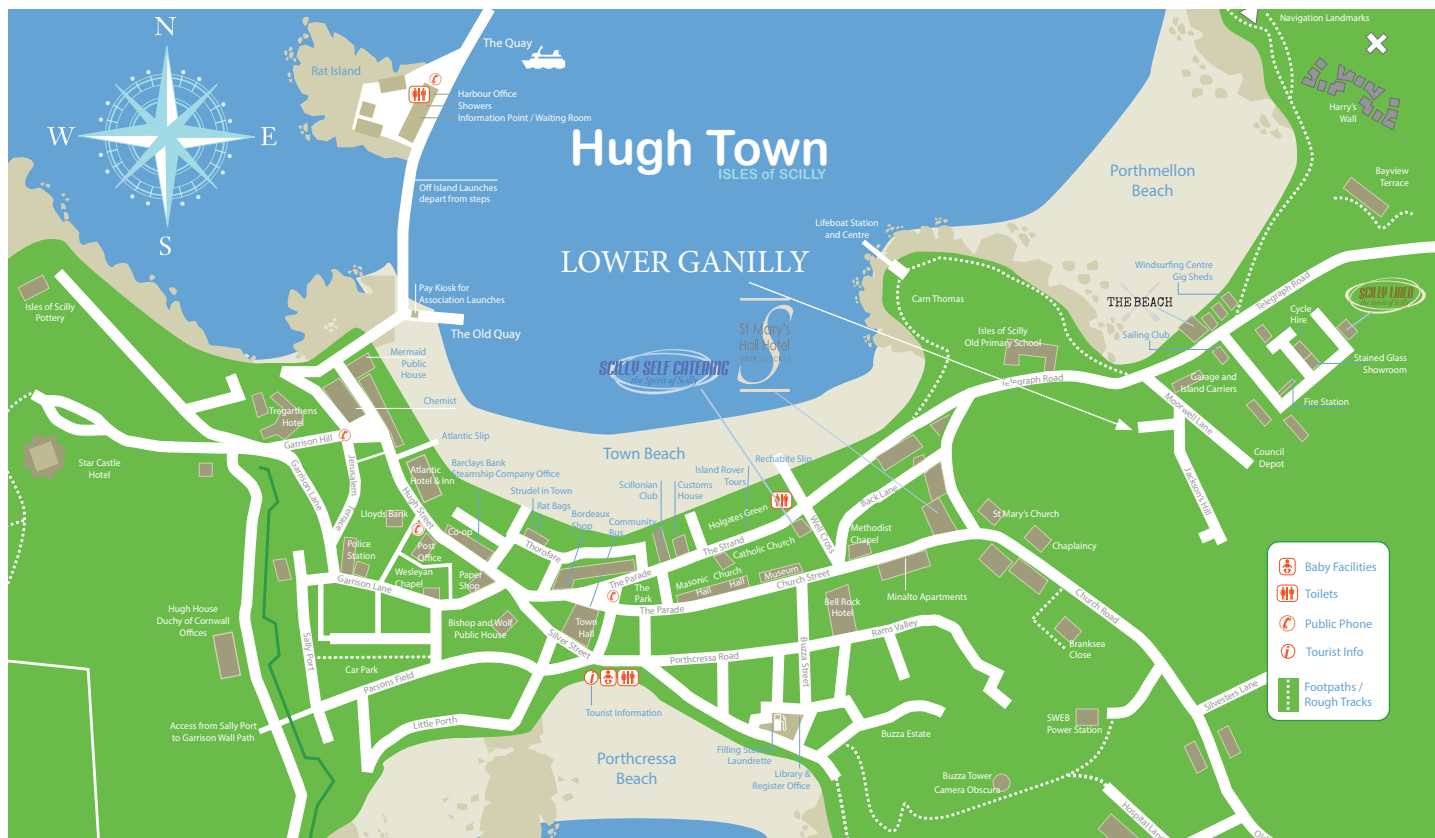 N
W
E
S
Rat Island
The Quay
Harbour Office
Showers
Information Point / Waiting Room
Hugh Town
ISLES of SCILLY
Off Island Launches
depart from steps
LOWER GANILLY
Pay Kiosk for
Association Launches
The Old Quay
Navigation Landmarks
Harry's
Wall
Bayview
Terrace
Porthmellon
Beach
Lifeboat Station
and Centre
Windsurfing Centre
Gig Sheds
Telegraph Road
THE BEACH
SCILLY LINEN
the Spirit of Scilly
Carn Thomas
Cycle
Hire
Isles of Scilly
Old Primary School
Sailing Club
Stained Glass
Showroom
Telegraph Road
Garage and
Island Carriers
Fire Station
Moorwell Lane
Council
Depot
Jackson's Hill
Isles of Scilly
Pottery
Mermaid
Public
House
Chemist
St Mary's
Hall Hotel
SCILLY SELF CATERING
the Spirit of Scilly
Tregarthens
Hotel
Garrison Hill
Star Castle
Hotel
Atlantic Slip
Atlantic
Hotel & Inn
Barclays Bank
Steamship Company Office
Town Beach
Rechabite Slip
Island Rover
Tours
Scillonian
Club
Customs
House
Strudel in Town
Rat Bags
Bordeaux
Shop
Community
Bus
Garrison Lane
Jerusalem
Terrace
Hugh Street
Lloyds Bank
Co-op
Police
Station
Post
Office
Wesleyan
Chapel
Paper
Shop
Garrison Lane
Thorofare
The Parade
The Strand
Holgates Green
Well Cross
Back Lane
Methodist
Chapel
St Mary's Church
Chaplaincy
Catholic Church
Masonic
Hall
Church
Hall
Museum
Church Street
The
Park
The Parade
Minalto Apartments
Bell Rock
Hotel
Rams Valley
Church Road
Branksea
Close
Hugh House
Duchy of Cornwall
Offices
Bishop and Wolf
Public House
Town
Hall
Silver Street
Sally Port
Car Park
Parsons Field
Porthcressa Road
Buzza Street
Little Porth
Access from Sally Port
to Garrison Wall Path
Tourist Information
Porthcressa
Beach
Filling Station
Laundrette
Library &
Register Office
Buzza Estate
SWEB
Power Station
Silvesters Lane
Buzza Tower
Camera Obscura
Hospital Lane
Baby Facilities
Toilets
Public Phone
Tourist Info
Footpaths /
Rough Tracks